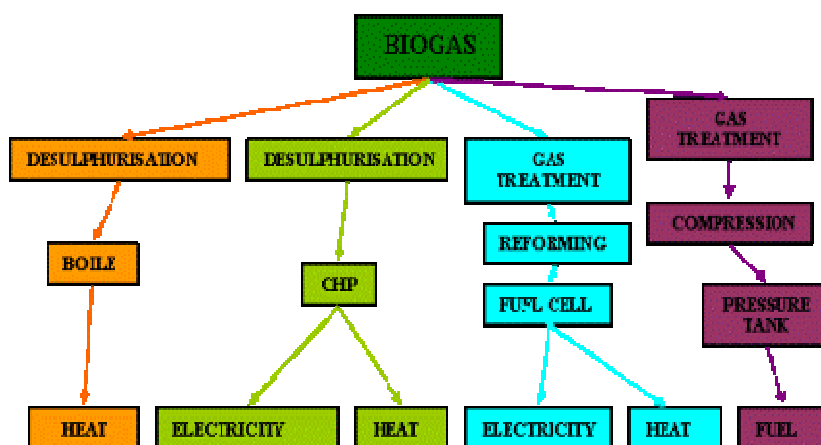 BIOGAS
DESULPHURISATION
DESULPHURISATION
GAS
TREATMENT
GAS
TREATMENT
BOILE
CHP
REFORMING
FUEL CELL
COMPRESSION
PRESSURE
TANK
HEAT
ELECTRICITY
HEAT
ELECTRICITY
HEAT
FUEL